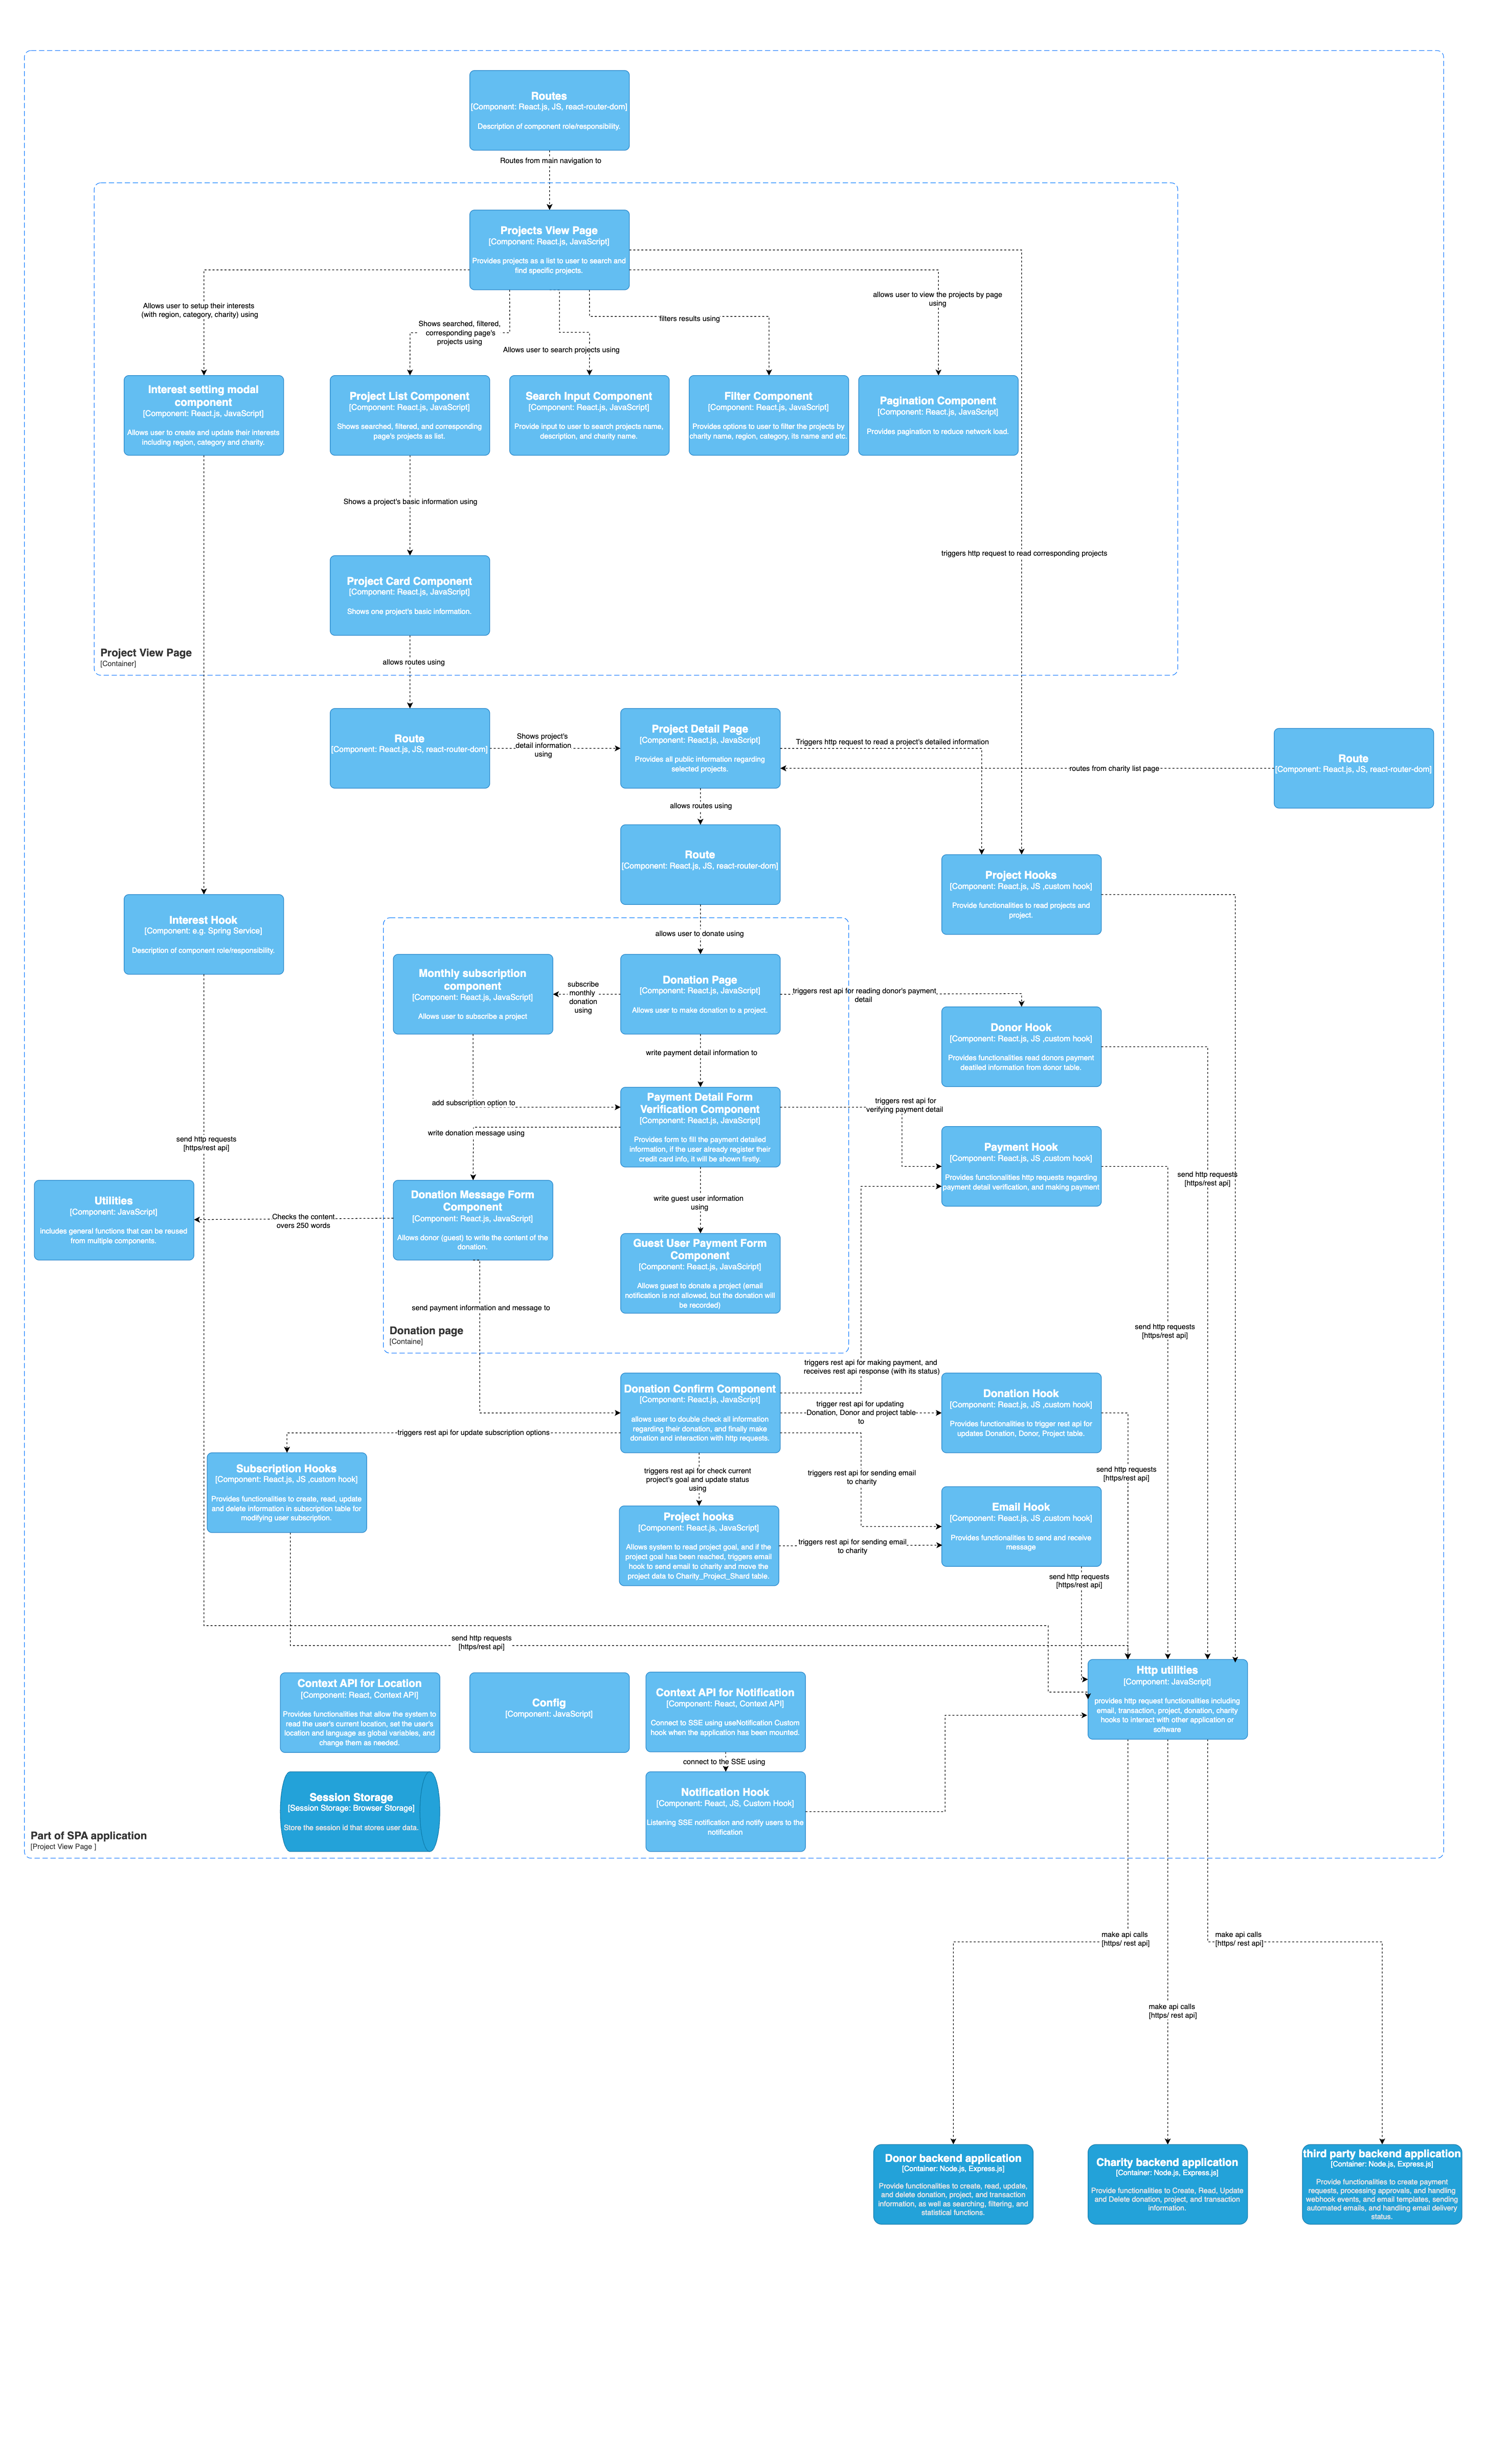 Routes
[Component: React.js, JS, react-router-dom]
Description of component role/responsibility.
Routes from main navigation to
Projects View Page
[Component: React.js, JavaScript]
Provides projects as a list to user to search and
find specific projects.
Allows user to setup their interests
(with region, category, charity) using
Shows searched, filtered,
corresponding page's
projects using
Allows user to search projects using
filters results using
allows user to view the projects by page
using
Interest setting modal
component
[Component: React.js, JavaScript]
Allows user to create and update their interests
including region, category and charity.
Project List Component
[Component: React.js, JavaScript]
Shows searched, filtered, and corresponding
page's projects as list.
Search Input Component
[Component: React.js, JavaScript]
Provide input to user to search projects name,
description, and charity name.
Filter Component
[Component: React.js, JavaScript]
Provides options to user to filter the projects by
charity name, region, category, its name and etc.
Pagination Component
[Component: React.js, JavaScript]
Provides pagination to reduce network load.
Shows a project's basic information using
triggers http request to read corresponding projects
Project Card Component
[Component: React.js, JavaScript]
Shows one project's basic information.
Project View Page
[Container]
allows routes using
Route
[Component: React.js, JS, react-router-dom]
Shows project's
detail information
using
Project Detail Page
[Component: React.js, JavaScript]
Provides all public information regarding
selected projects.
Triggers http request to read a project's detailed information
routes from charity list page
Route
[Component: React.js, JS, react-router-dom]
allows routes using
Route
[Component: React.js, JS, react-router-dom]
Project Hooks
[Component: React.js, JS ,custom hook]
Provide functionalities to read projects and
project.
Interest Hook
[Component: e.g. Spring Service]
Description of component role/responsibility.
allows user to donate using
Monthly subscription
component
[Component: React.js, JavaScript]
Allows user to subscribe a project
subscribe
monthly
donation
using
Donation Page
[Component: React.js, JavaScript]
Allows user to make donation to a project.
triggers rest api for reading donor's payment
detail
Donor Hook
[Component: React.js, JS ,custom hook]
Provides functionalities read donors payment
deatiled information from donor table.
write payment detail information to
add subscription option to
Payment Detail Form
Verification Component
[Component: React.js, JavaScript]
Provides form to fill the payment detailed
information, if the user already register their
credit card info, it will be shown firstly.
triggers rest api for
verifying payment detail
write donation message using
send http requests
[https/rest api]
Payment Hook
[Component: React.js, JS ,custom hook]
Provides functionalities http requests regarding
payment detail verification, and making payment
send http requests
[https/rest api]
Utilities
[Component: JavaScript]
includes general functions that can be reused
from multiple components.
Checks the content
overs 250 words
Donation Message Form
Component
[Component: React.js, JavaScript]
Allows donor (guest) to write the content of the
donation.
write guest user information
using
Guest User Payment Form
Component
[Component: React.js, JavaSciript]
Allows guest to donate a project (email
notification is not allowed, but the donation will
be recorded)
send payment information and message to
Donation page
[Containe]
send http requests
[https/rest api]
triggers rest api for making payment, and
receives rest api response (with its status)
Donation Confirm Component
[Component: React.js, JavaScript]
allows user to double check all information
regarding their donation, and finally make
donation and interaction with http requests.
trigger rest api for updating
Donation, Donor and project table
to
Donation Hook
[Component: React.js, JS ,custom hook]
Provides functionalities to trigger rest api for
updates Donation, Donor, Project table.
triggers rest api for update subscription options
Subscription Hooks
[Component: React.js, JS ,custom hook]
Provides functionalities to create, read, update
and delete information in subscription table for
modifying user subscription.
triggers rest api for check current
project's goal and update status
using
triggers rest api for sending email
to charity
send http requests
[https/rest api]
Project hooks
[Component: React.js, JavaScript]
Allows system to read project goal, and if the
project goal has been reached, triggers email
hook to send email to charity and move the
project data to Charity_Project_Shard table.
triggers rest api for sending email
to charity
Email Hook
[Component: React.js, JS ,custom hook]
Provides functionalities to send and receive
message
send http requests
[https/rest api]
send http requests
[https/rest api]
Context API for Location
[Component: React, Context API]
Provides functionalities that allow the system to
read the user's current location, set the user's
location and language as global variables, and
change them as needed.
Config
[Component: JavaScript]
Context API for Notification
[Component: React, Context API]
Connect to SSE using useNotification Custom
hook when the application has been mounted.
Http utilities
[Component: JavaScript]
provides http request functionalities including
email, transaction, project, donation, charity
hooks to interact with other application or
software
connect to the SSE using
Session Storage
[Session Storage: Browser Storage]
Store the session id that stores user data.
Notification Hook
[Component: React, JS, Custom Hook]
Listening SSE notification and notify users to the
notification
Part of SPA application
[Project View Page ]
make api calls
[https/ rest api]
make api calls
[https/ rest api]
make api calls
[https/ rest api]
Donor backend application
[Container: Node.js, Express.js]
Provide functionalities to create, read, update,
and delete donation, project, and transaction
information, as well as searching, filtering, and
statistical functions.
Charity backend application
[Container: Node.js, Express.js]
Provide functionalities to Create, Read, Update
and Delete donation, project, and transaction
information.
third party backend application
[Container: Node.js, Express.js]
Provide functionalities to create payment
requests, processing approvals, and handling
webhook events, and email templates, sending
automated emails, and handling email delivery
status.